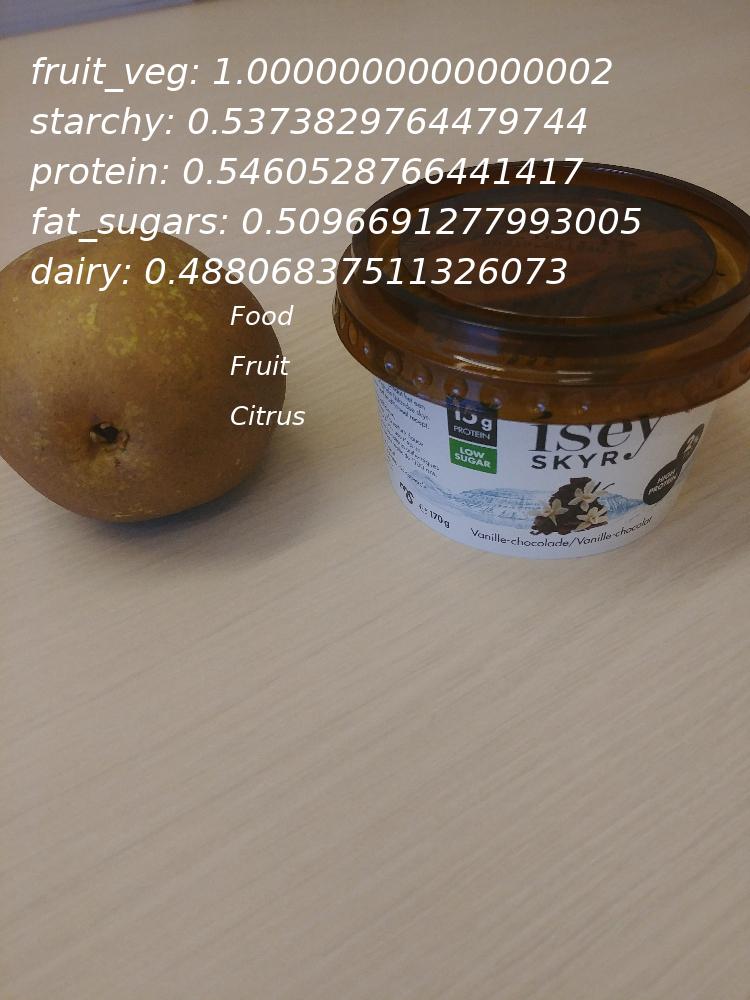 fruit_veg: 1.0000000000000002
starchy: 0.5373829764479744
protein: 0.5460528766441417
fat_sugars: 0.5096691277993005
dairy: 0.48806837511326073
Food
Fruit
Citrus
15g
PROTEIN
LOW
SUGAR
isey
SKYR
HIGH
PROTEIN
170g
Vanille-chocolade/Vanille-chocolat